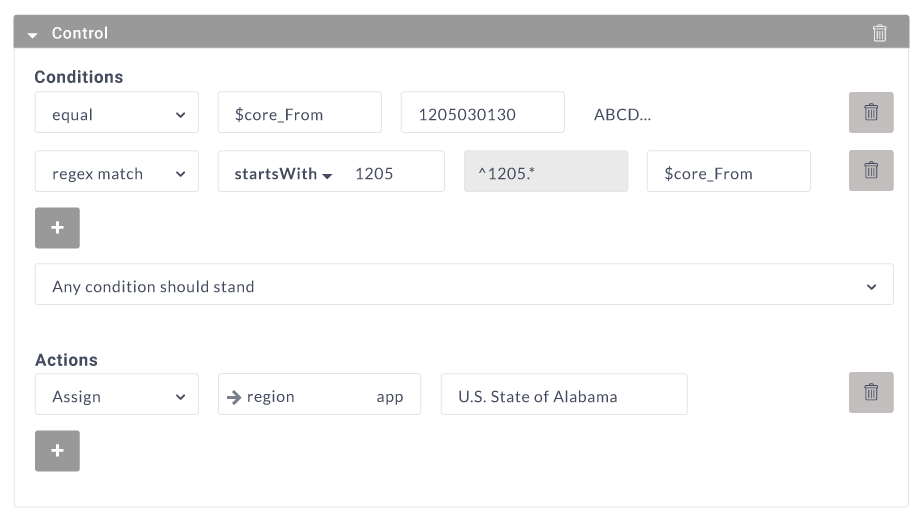 Control
Conditions
equal $core_From 1205030130 ABCD...
regex match startsWith 1205 ^1205.* $core_From
+
Any condition should stand
Actions
Assign region app U.S. State of Alabama
+